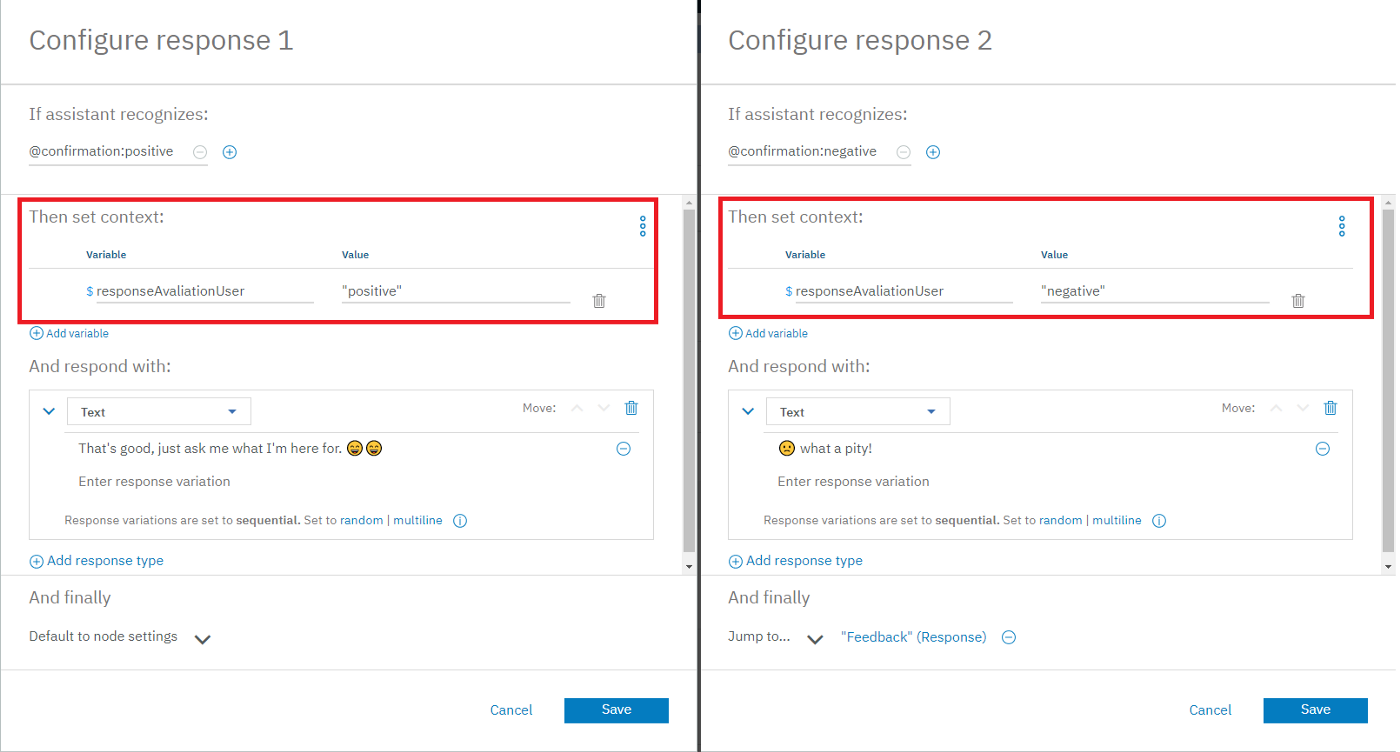 Configure response 1
If assistant recognizes:
@confirmation:positive
Then set context:
Variable Value
$ responseAvaliationUser "positive"
Add variable
And respond with:
Text Move:
That's good, just ask me what I'm here for. 😄😄
Enter response variation
Response variations are set to sequential. Set to random | multiline
Add response type
And finally
Default to node settings
Cancel Save
Configure response 2
If assistant recognizes:
@confirmation:negative
Then set context:
Variable Value
$ responseAvaliationUser "negative"
Add variable
And respond with:
Text Move:
🙁 what a pity!
Enter response variation
Response variations are set to sequential. Set to random | multiline
Add response type
And finally
Jump to... "Feedback" (Response)
Cancel Save